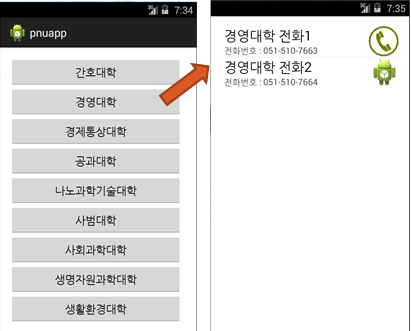 3G 7:34
pnuapp
간호대학
경영대학
경제통상대학
공과대학
나노과학기술대학
사범대학
사회과학대학
생명자원과학대학
생활환경대학
3G 7:35
경영대학 전화1
전화번호 : 051-510-7663
경영대학 전화2
전화번호 : 051-510-7664